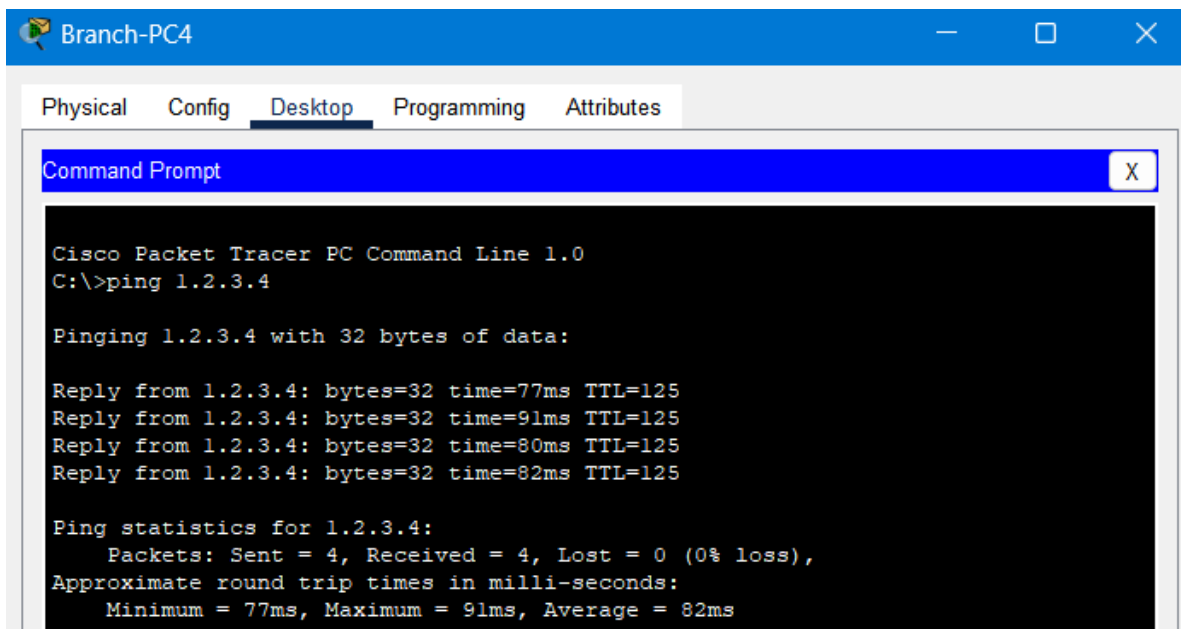 Branch-PC4
Physical Config Desktop Programming Attributes
Command Prompt
X
Cisco Packet Tracer PC Command Line 1.0
C:\>ping 1.2.3.4
Pinging 1.2.3.4 with 32 bytes of data:
Reply from 1.2.3.4: bytes=32 time=77ms TTL=125
Reply from 1.2.3.4: bytes=32 time=91ms TTL=125
Reply from 1.2.3.4: bytes=32 time=80ms TTL=125
Reply from 1.2.3.4: bytes=32 time=82ms TTL=125
Ping statistics for 1.2.3.4:
Packets: Sent = 4, Received = 4, Lost = 0 (0% loss),
Approximate round trip times in milli-seconds:
Minimum = 77ms, Maximum = 91ms, Average = 82ms